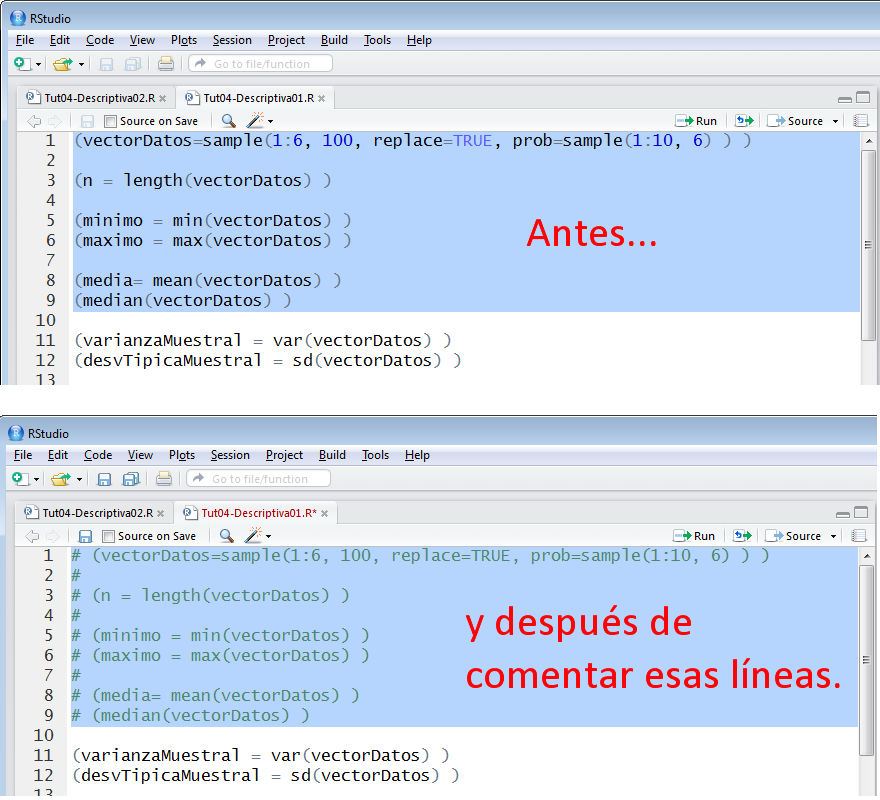 RStudio
File Edit Code View Plots Session Project Build Tools Help
Go to file/function
Tut04-Descriptiva02.R × Tut04-Descriptiva01.R ×
Source on Save Run Source
1 (vectorDatos=sample(1:6, 100, replace=TRUE, prob=sample(1:10, 6) ) )
2
3 (n = length(vectorDatos) )
4
5 (minimo = min(vectorDatos) )
6 (maximo = max(vectorDatos) )
7
8 (media= mean(vectorDatos) )
9 (median(vectorDatos) )
10
11 (varianzaMuestral = var(vectorDatos) )
12 (desvTipicaMuestral = sd(vectorDatos) )
13
Antes...
RStudio
File Edit Code View Plots Session Project Build Tools Help
Go to file/function
Tut04-Descriptiva02.R × Tut04-Descriptiva01.R* ×
Source on Save Run Source
1 # (vectorDatos=sample(1:6, 100, replace=TRUE, prob=sample(1:10, 6) ) )
2 #
3 # (n = length(vectorDatos) )
4 #
5 # (minimo = min(vectorDatos) )
6 # (maximo = max(vectorDatos) )
7 #
8 # (media= mean(vectorDatos) )
9 # (median(vectorDatos) )
10
11 (varianzaMuestral = var(vectorDatos) )
12 (desvTipicaMuestral = sd(vectorDatos) )
13
y después de
comentar esas líneas.